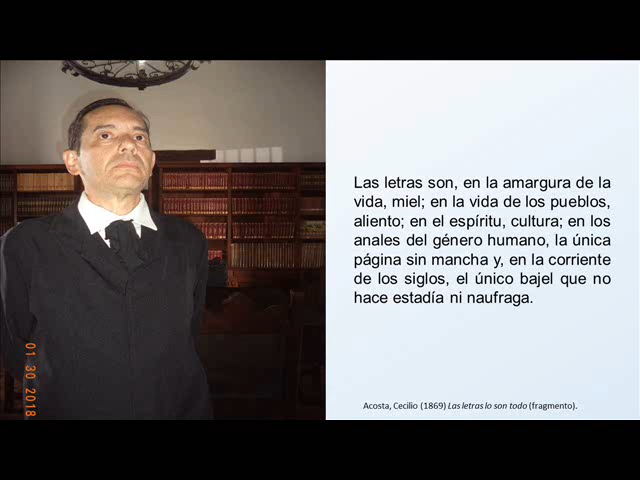 Las letras son, en la amargura de la
vida, miel; en la vida de los pueblos,
aliento; en el espíritu, cultura; en los
anales del género humano, la única
página sin mancha y, en la corriente
de los siglos, el único bajel que no
hace estadía ni naufraga.
Acosta, Cecilio (1869) Las letras lo son todo (fragmento).
01 30 2018